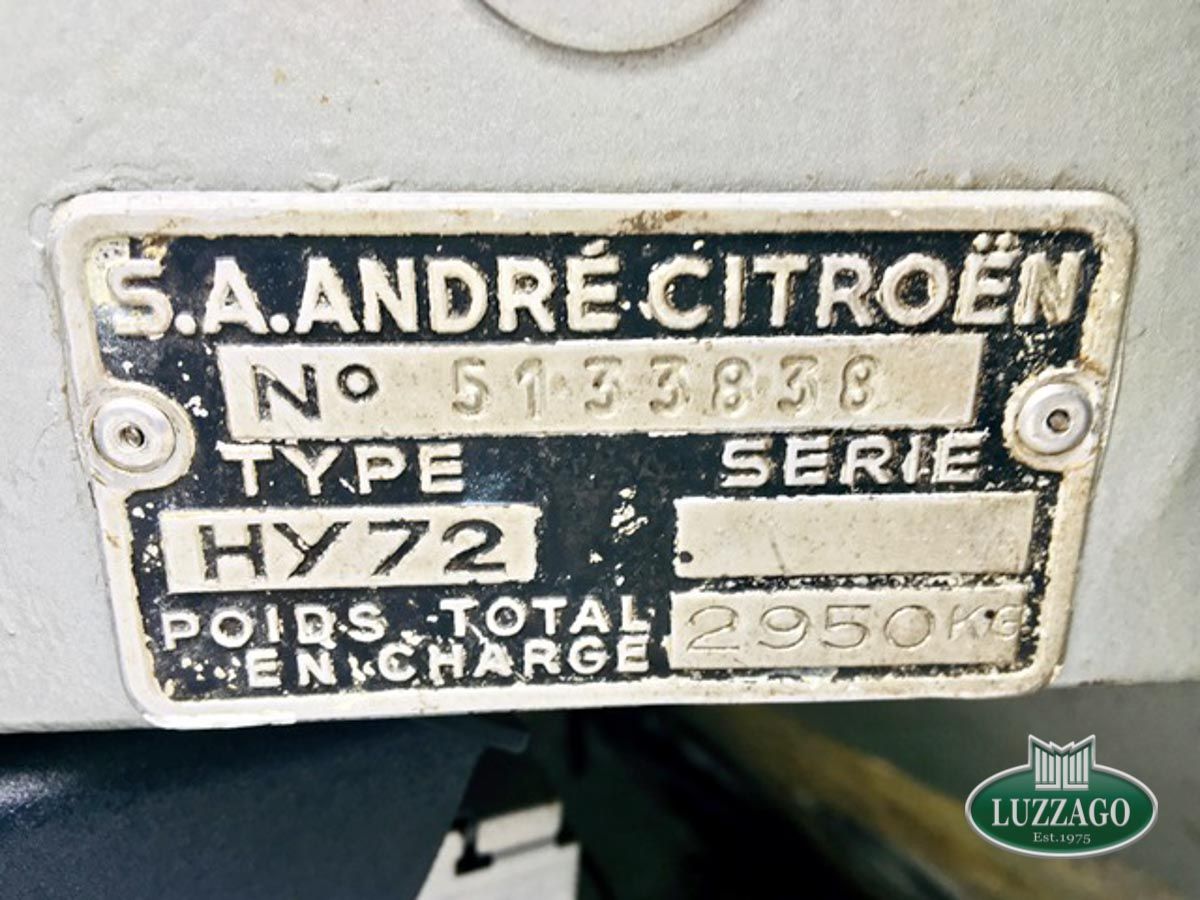 S.A.ANDRÉ.CITROËN
Nº 5133838
TYPE SERIE
HY72
POIDS TOTAL
EN CHARGE 2950KG
LUZZAGO
Est.1975